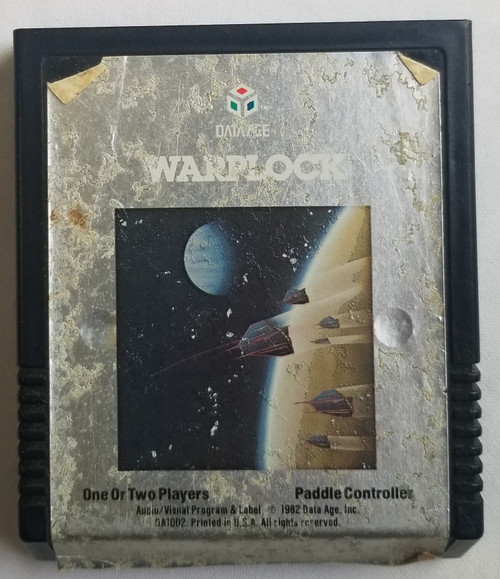 DATA AGE
WARPLOCK
One Or Two Players Paddle Controller
Audio/Visual Program & Label © 1982 Data Age, Inc.
DA1002. Printed in U.S.A. All rights reserved.